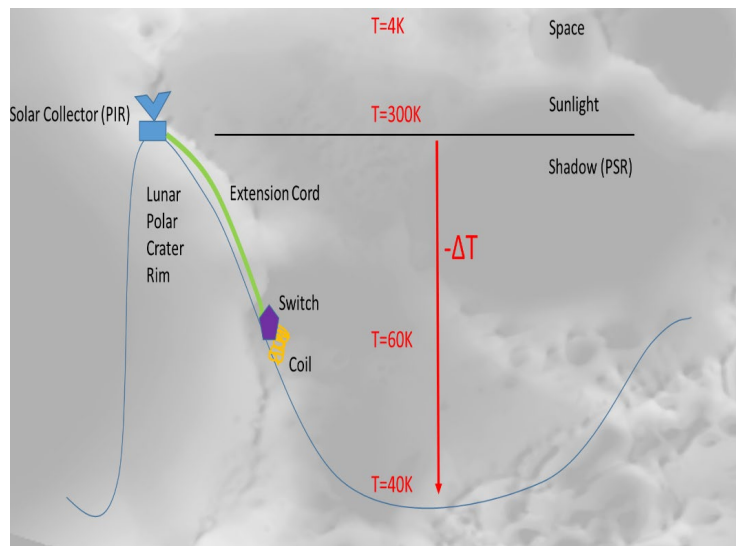 T=4K
Space
Solar Collector (PIR)
T=300K
Sunlight
Shadow (PSR)
Lunar
Polar
Crater
Rim
Extension Cord
-ΔT
Switch
T=60K
Coil
T=40K